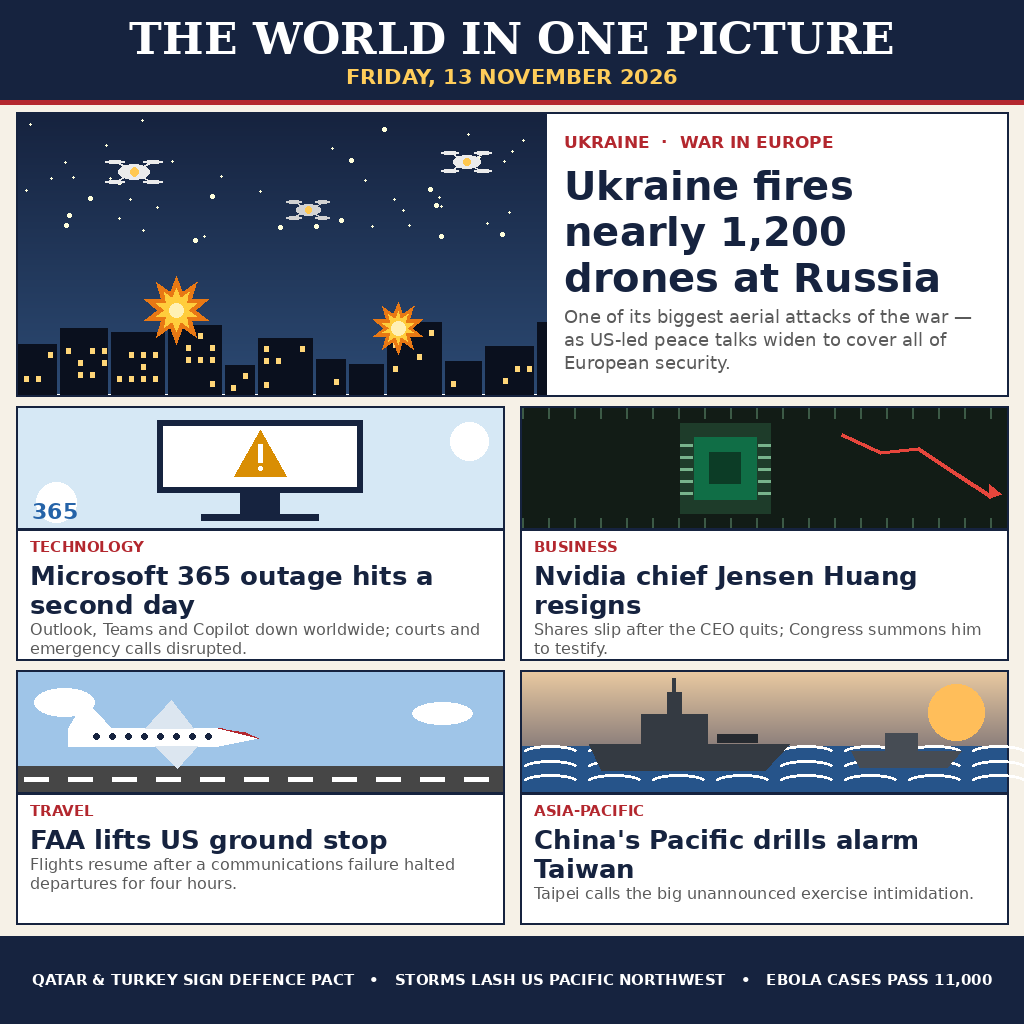 THE WORLD IN ONE PICTURE
FRIDAY, 13 NOVEMBER 2026
UKRAINE · WAR IN EUROPE
Ukraine fires
nearly 1,200
drones at Russia
One of its biggest aerial attacks of the war —
as US-led peace talks widen to cover all of
European security.
365
TECHNOLOGY
Microsoft 365 outage hits a
second day
Outlook, Teams and Copilot down worldwide; courts and
emergency calls disrupted.
BUSINESS
Nvidia chief Jensen Huang
resigns
Shares slip after the CEO quits; Congress summons him
to testify.
TRAVEL
FAA lifts US ground stop
Flights resume after a communications failure halted
departures for four hours.
ASIA-PACIFIC
China's Pacific drills alarm
Taiwan
Taipei calls the big unannounced exercise intimidation.
QATAR & TURKEY SIGN DEFENCE PACT • STORMS LASH US PACIFIC NORTHWEST • EBOLA CASES PASS 11,000